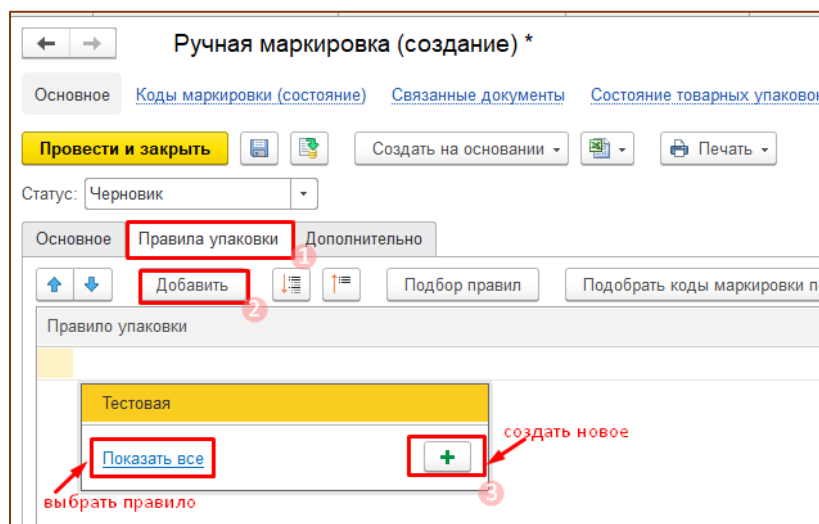 Ручная маркировка (создание) *
Основное Коды маркировки (состояние) Связанные документы Состояние товарных упаковок
Провести и закрыть Создать на основании Печать
Статус: Черновик
Основное Правила упаковки Дополнительно
1
Добавить Подбор правил Подобрать коды маркировки п
2
Правило упаковки
Тестовая
создать новое
Показать все
3
выбрать правило